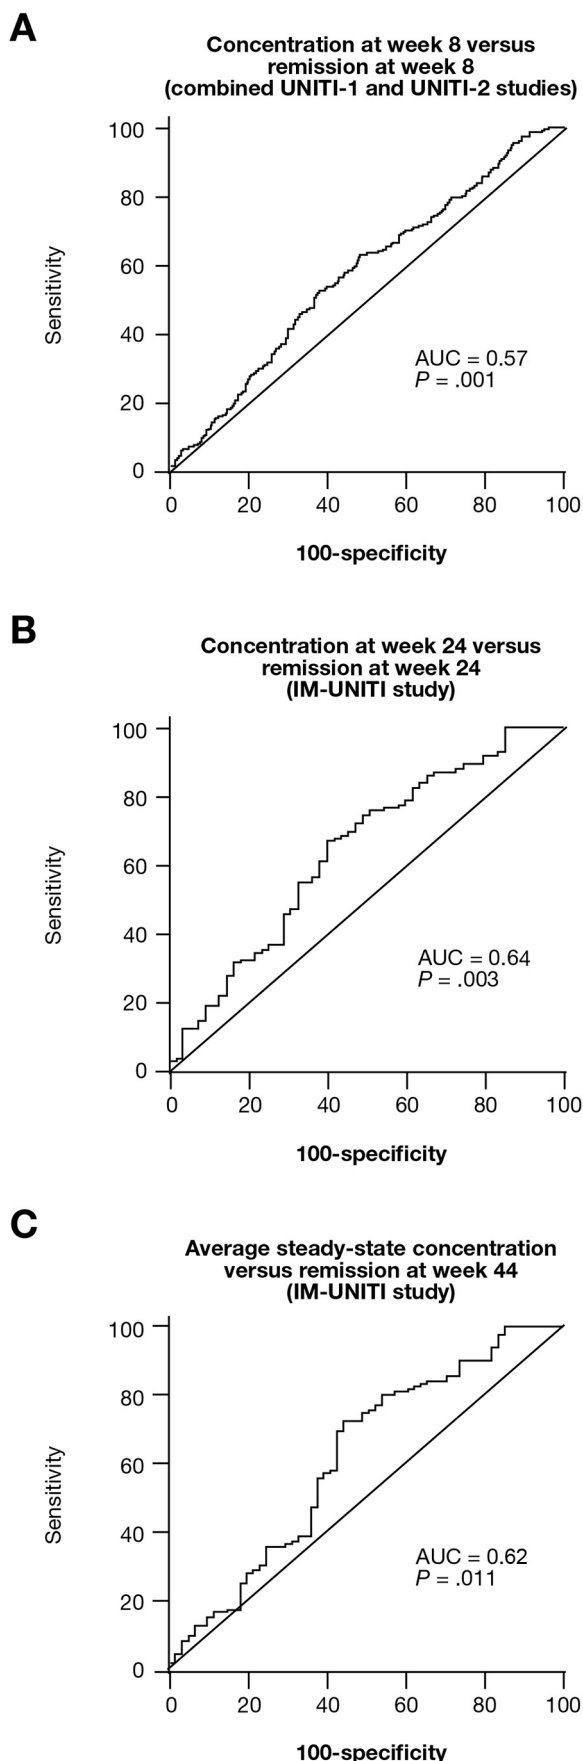 A
Concentration at week 8 versus
remission at week 8
(combined UNITI-1 and UNITI-2 studies)
100
80
60
40
20
0
Sensitivity
AUC = 0.57
P = .001
0 20 40 60 80 100
100-specificity
B
Concentration at week 24 versus
remission at week 24
(IM-UNITI study)
100
80
60
40
20
0
Sensitivity
AUC = 0.64
P = .003
0 20 40 60 80 100
100-specificity
C
Average steady-state concentration
versus remission at week 44
(IM-UNITI study)
100
80
60
40
20
0
Sensitivity
AUC = 0.62
P = .011
0 20 40 60 80 100
100-specificity